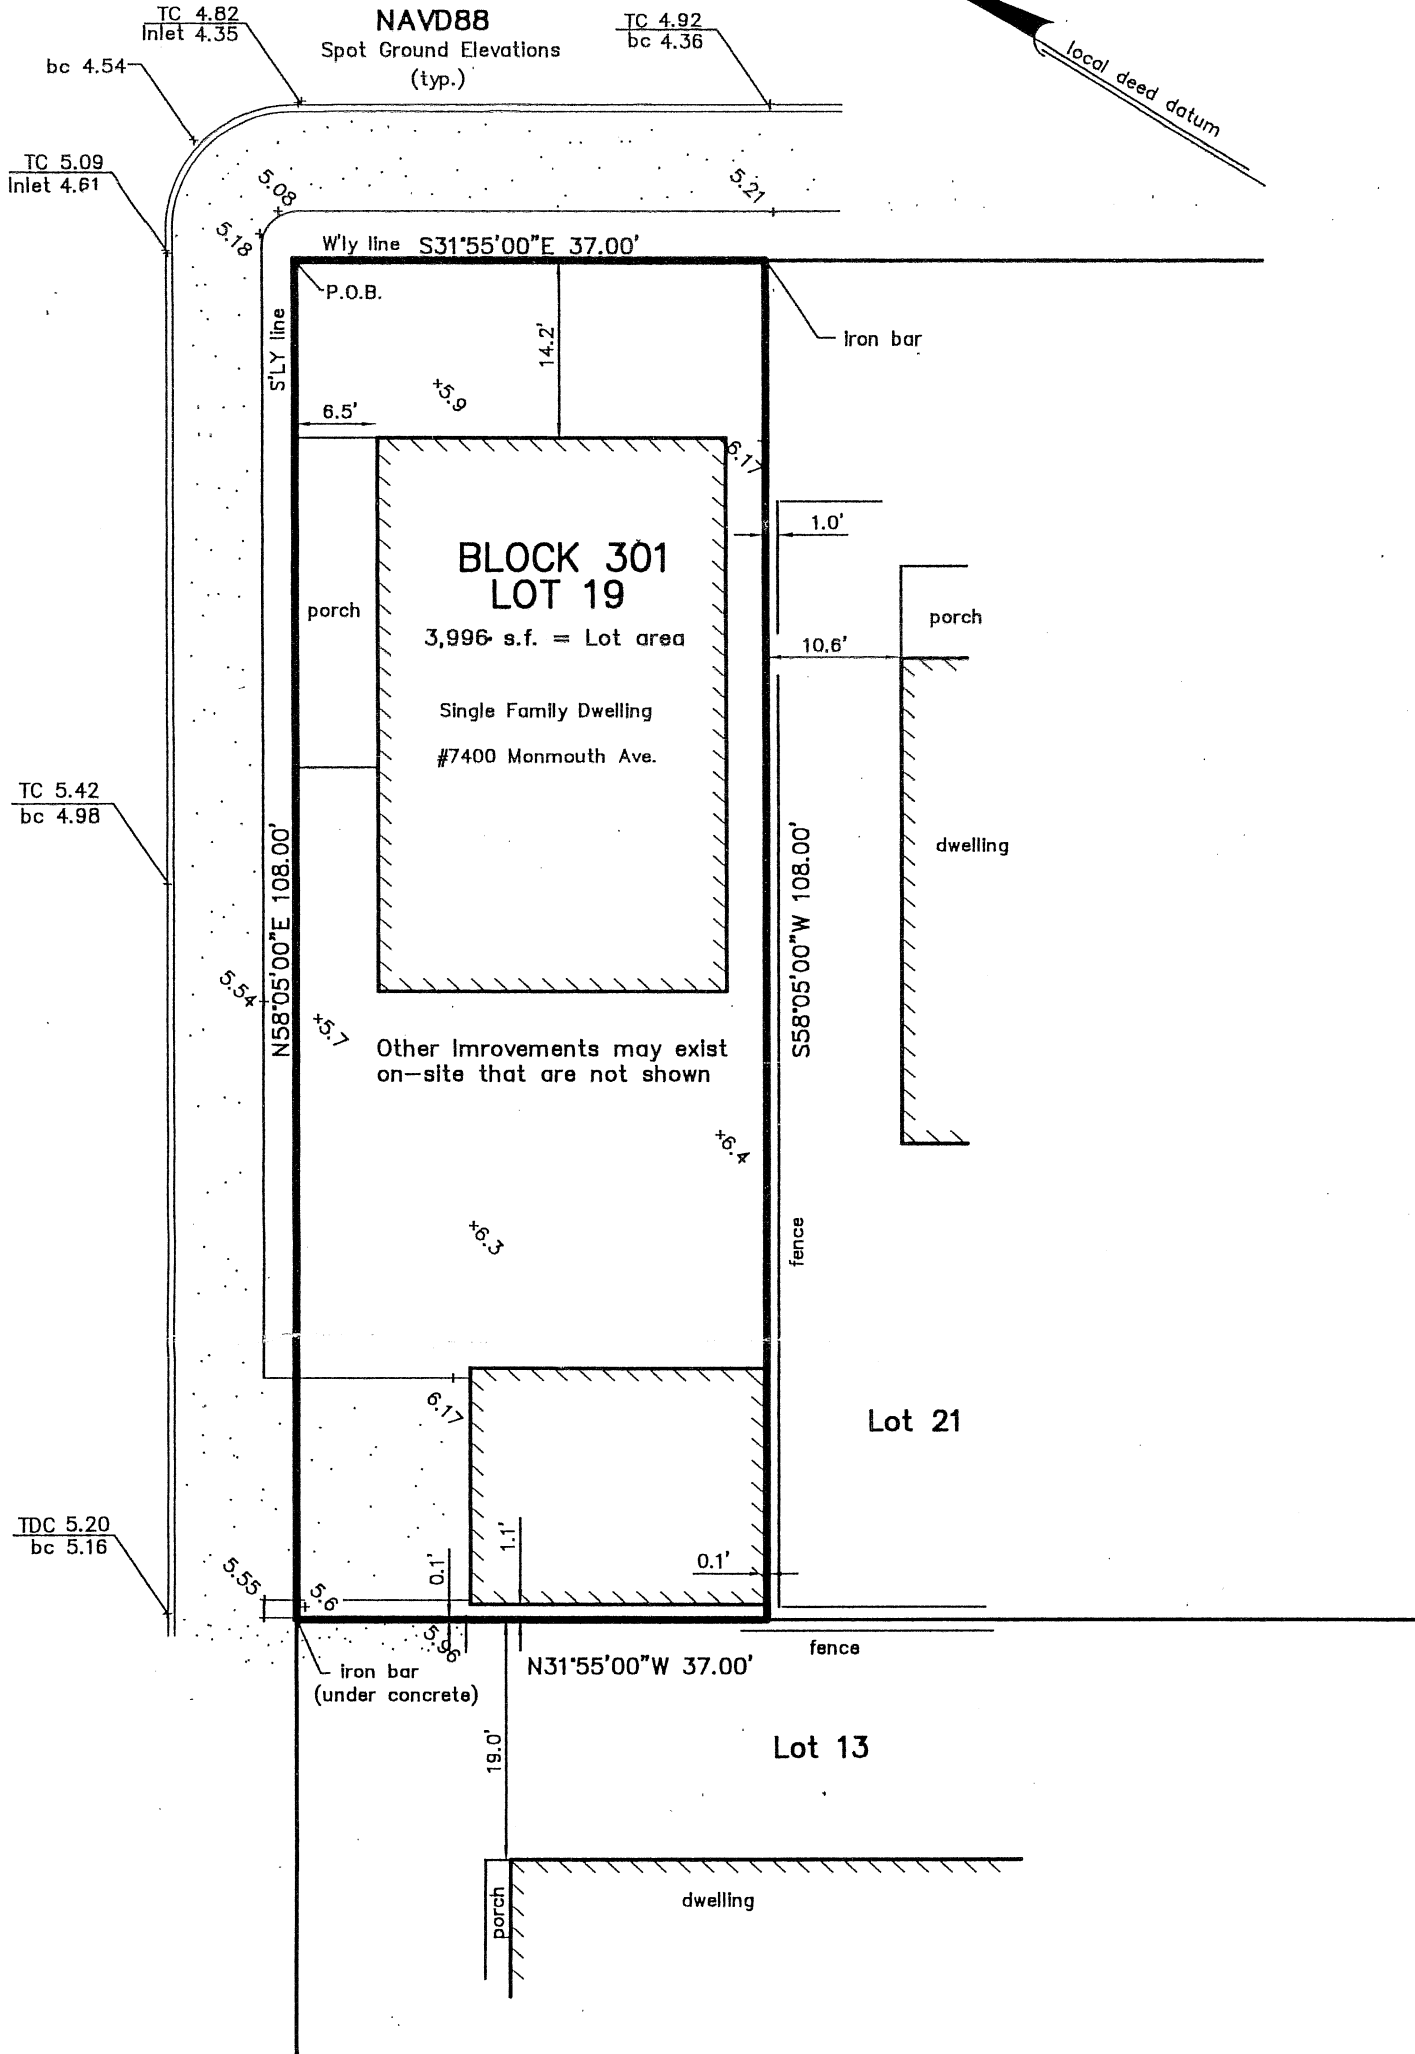 TC 4.82
Inlet 4.35
NAVD88
Spot Ground Elevations
(typ.)
TC 4.92
bc 4.36
local deed datum
bc 4.54
TC 5.09
Inlet 4.61
5.08
5.21
5.18
W'ly line S31°55'00"E 37.00'
P.O.B.
S'LY line
14.2'
iron bar
6.5'
5.9
6.17
1.0'
BLOCK 301
LOT 19
3,996 s.f. = Lot area
porch
porch
10.6'
Single Family Dwelling
#7400 Monmouth Ave.
TC 5.42
bc 4.98
N58°05'00"E 108.00'
S58°05'00"W 108.00'
dwelling
5.54
5.7
Other Imrovements may exist
on-site that are not shown
6.4
6.3
fence
6.17
Lot 21
TDC 5.20
bc 5.16
5.55
5.6
0.1'
1.1'
0.1'
5.96
fence
iron bar
(under concrete)
N31°55'00"W 37.00'
19.0'
Lot 13
porch
dwelling